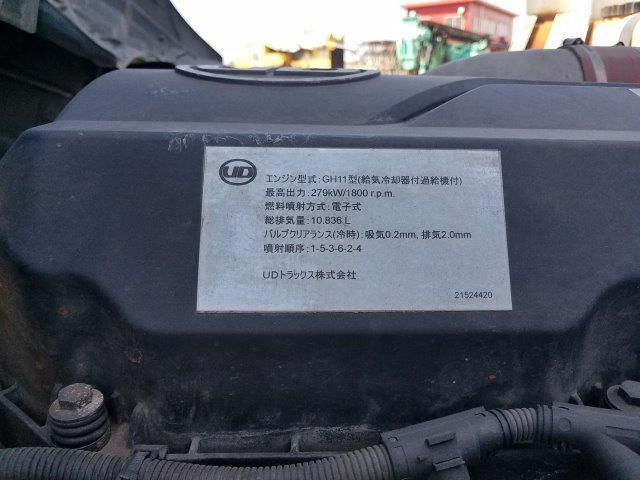 UD
エンジン型式:GH11型(給気冷却器付過給機付)
最高出力:279kW/1800 r.p.m.
燃料噴射方式:電子式
総排気量:10.836 L
バルブクリアランス(冷時):吸気0.2mm, 排気2.0mm
噴射順序:1-5-3-6-2-4
UDトラックス株式会社
21524420